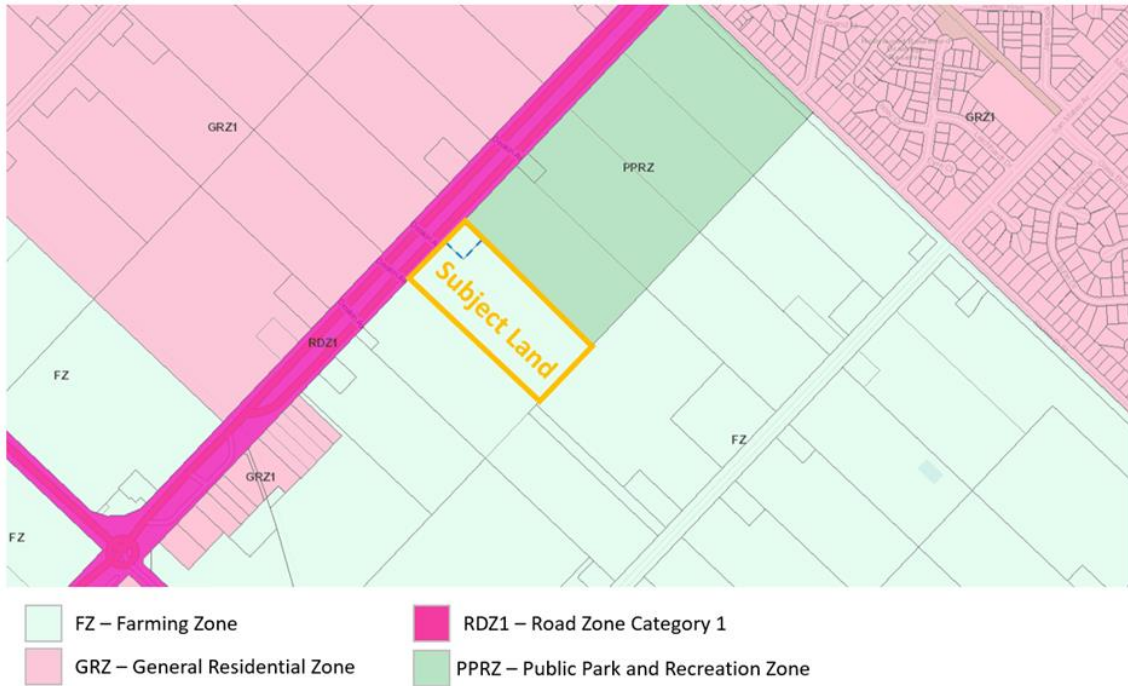 GRZ1
GRZ1
PPRZ
Subject Land
RDZ1
FZ
FZ
GRZ1
FZ
FZ – Farming Zone
RDZ1 – Road Zone Category 1
GRZ – General Residential Zone
PPRZ – Public Park and Recreation Zone